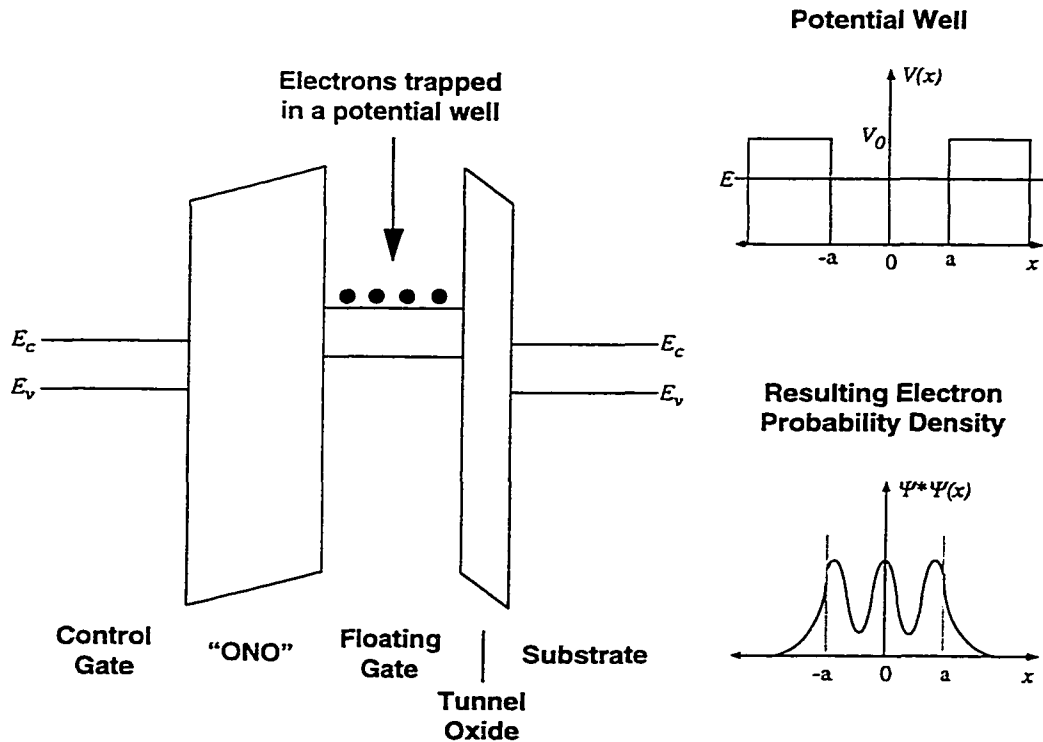 Potential Well
Electrons trapped
in a potential well
V(x)
V0
E
-a 0 a x
Ec
Ev
Ec
Ev
Resulting Electron
Probability Density
Ψ*Ψ(x)
-a 0 a x
Control
Gate
"ONO"
Floating
Gate
Substrate
Tunnel
Oxide